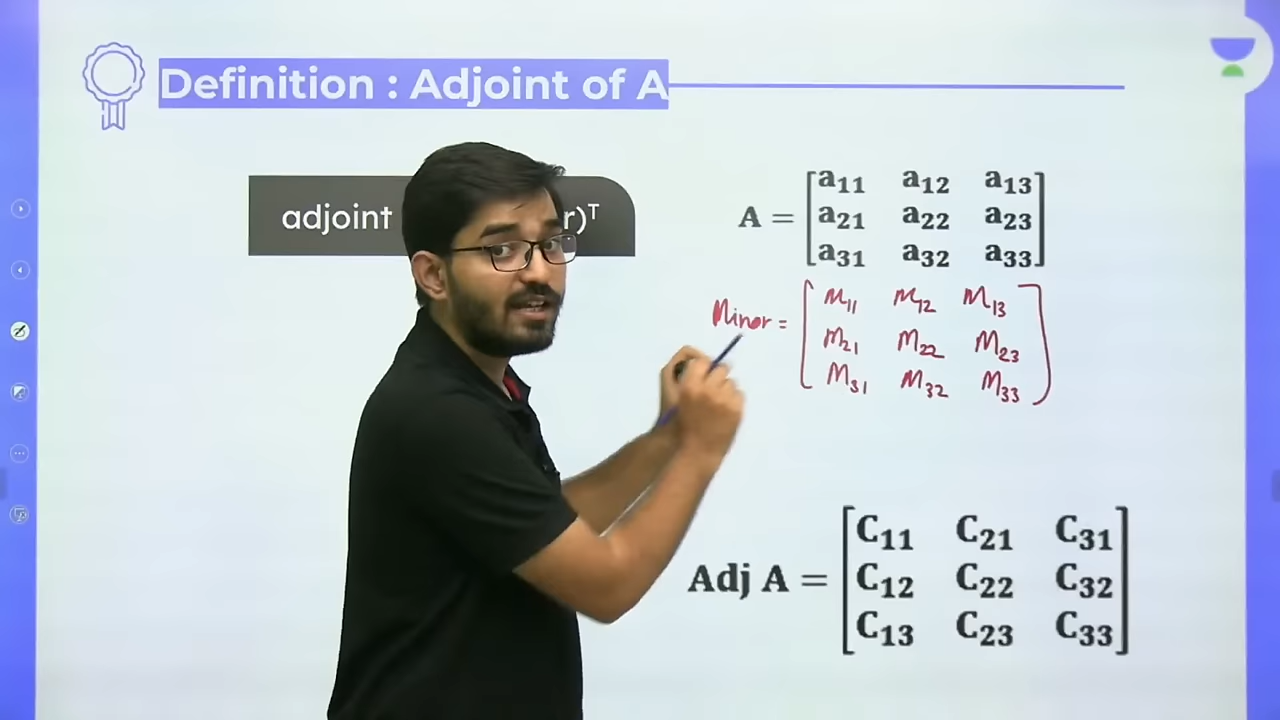 Definition : Adjoint of A
adjoint r)ᵀ
A = [a₁₁ a₁₂ a₁₃
a₂₁ a₂₂ a₂₃
a₃₁ a₃₂ a₃₃]
Minor = [M₁₁ M₁₂ M₁₃
M₂₁ M₂₂ M₂₃
M₃₁ M₃₂ M₃₃]
Adj A = [C₁₁ C₂₁ C₃₁
C₁₂ C₂₂ C₃₂
C₁₃ C₂₃ C₃₃]